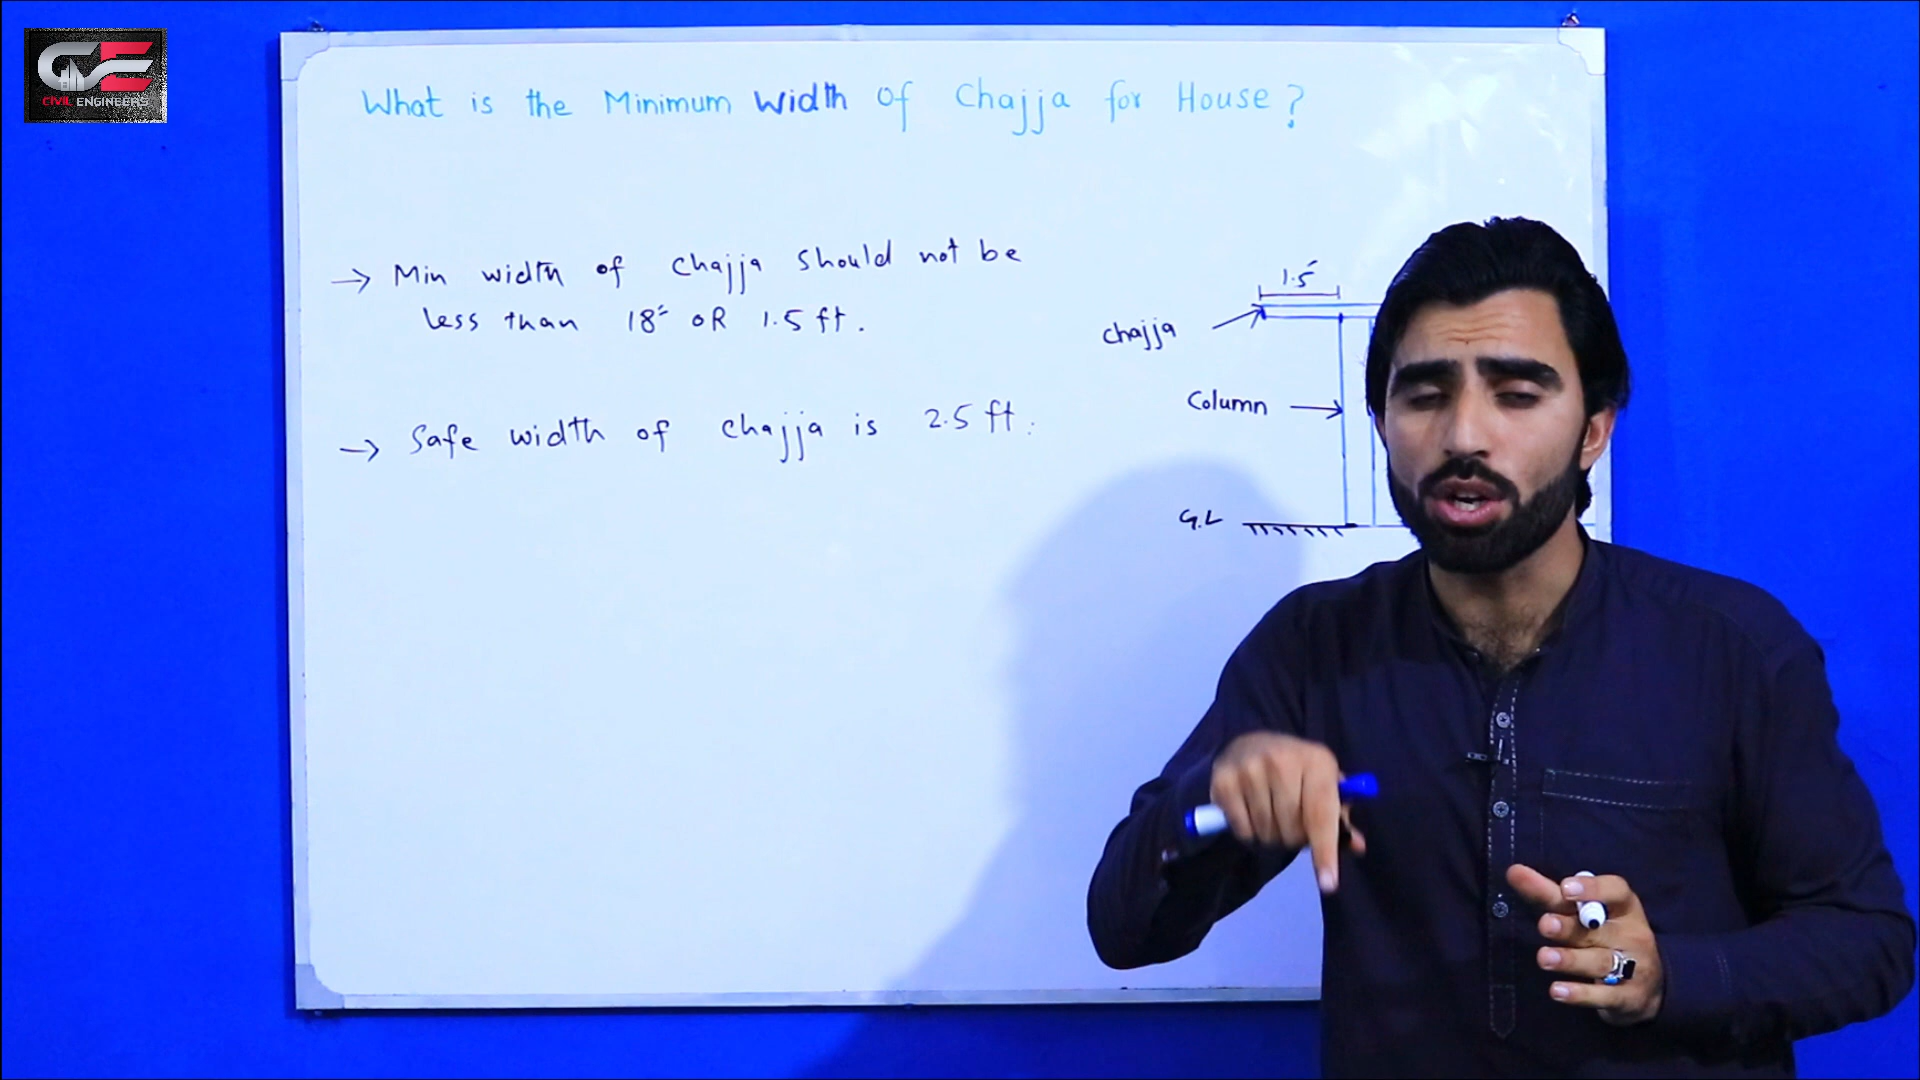 CIVIL ENGINEERS
What is the Minimum Width of Chajja for House?
→ Min width of Chajja should not be
less than 18" OR 1.5 ft.
→ Safe width of chajja is 2.5 ft.
1.5'
chajja
Column
G.L